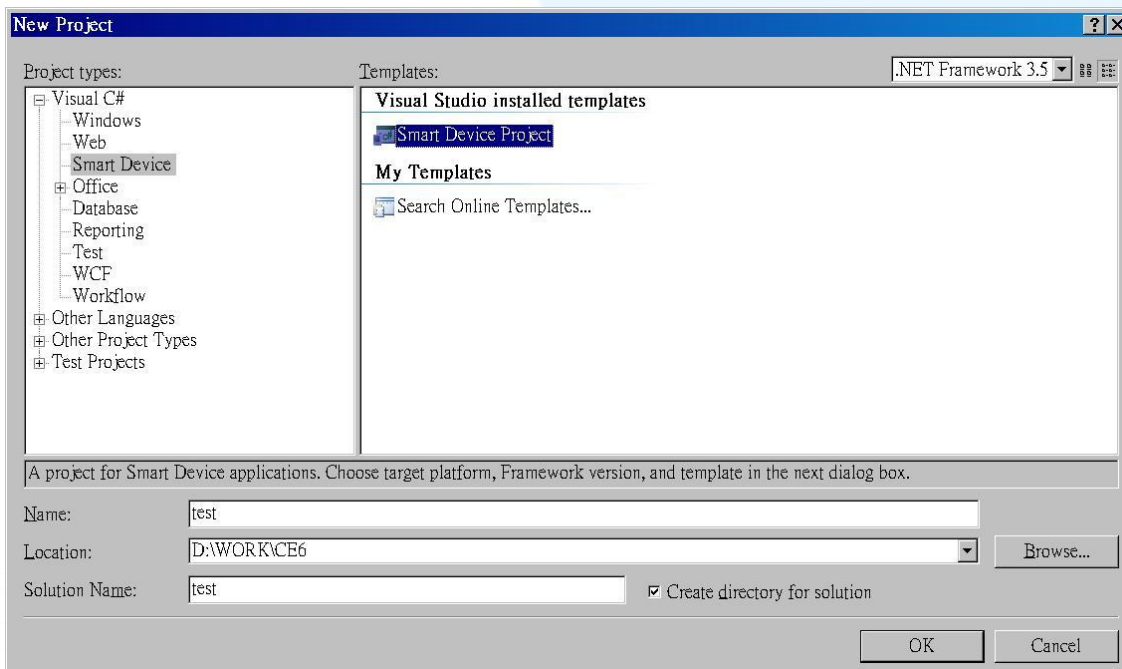 New Project
Project types:
Templates:
.NET Framework 3.5
Visual C#
Windows
Web
Smart Device
Office
Database
Reporting
Test
WCF
Workflow
Other Languages
Other Project Types
Test Projects
Visual Studio installed templates
Smart Device Project
My Templates
Search Online Templates...
A project for Smart Device applications. Choose target platform, Framework version, and template in the next dialog box.
Name:
test
Location:
D:\WORK\CE6
Browse...
Solution Name:
test
Create directory for solution
OK
Cancel